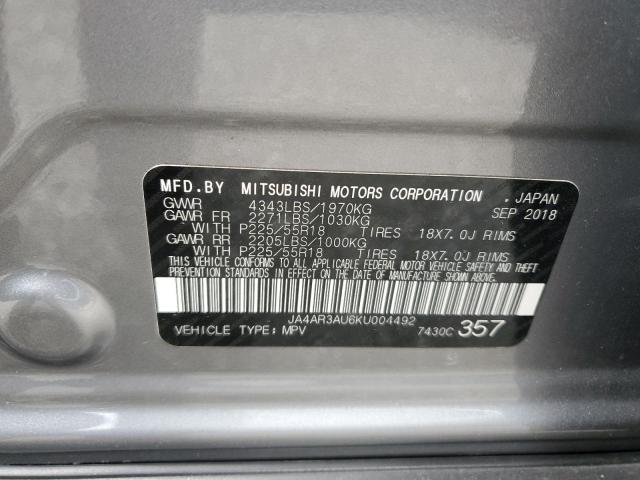 MFD.BY MITSUBISHI MOTORS CORPORATION . JAPAN
GVWR 4343LBS/1970KG SEP 2018
GAWR FR 2271LBS/1030KG
WITH P225/55R18 TIRES 18X7.0J RIMS
GAWR RR 2205LBS/1000KG
WITH P225/55R18 TIRES 18X7.0J RIMS
THIS VEHICLE CONFORMS TO ALL APPLICABLE FEDERAL MOTOR VEHICLE SAFETY AND THEFT
PREVENTION STANDARDS IN EFFECT ON THE DATE OF MANUFACTURE SHOWN ABOVE.
JA4AR3AU6KU004492
VEHICLE TYPE: MPV 7430C 357